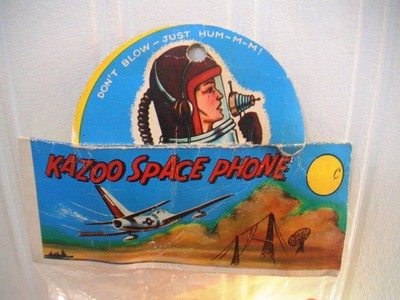 DON'T BLOW - JUST HUM-M-M!
KAZOO SPACE PHONE